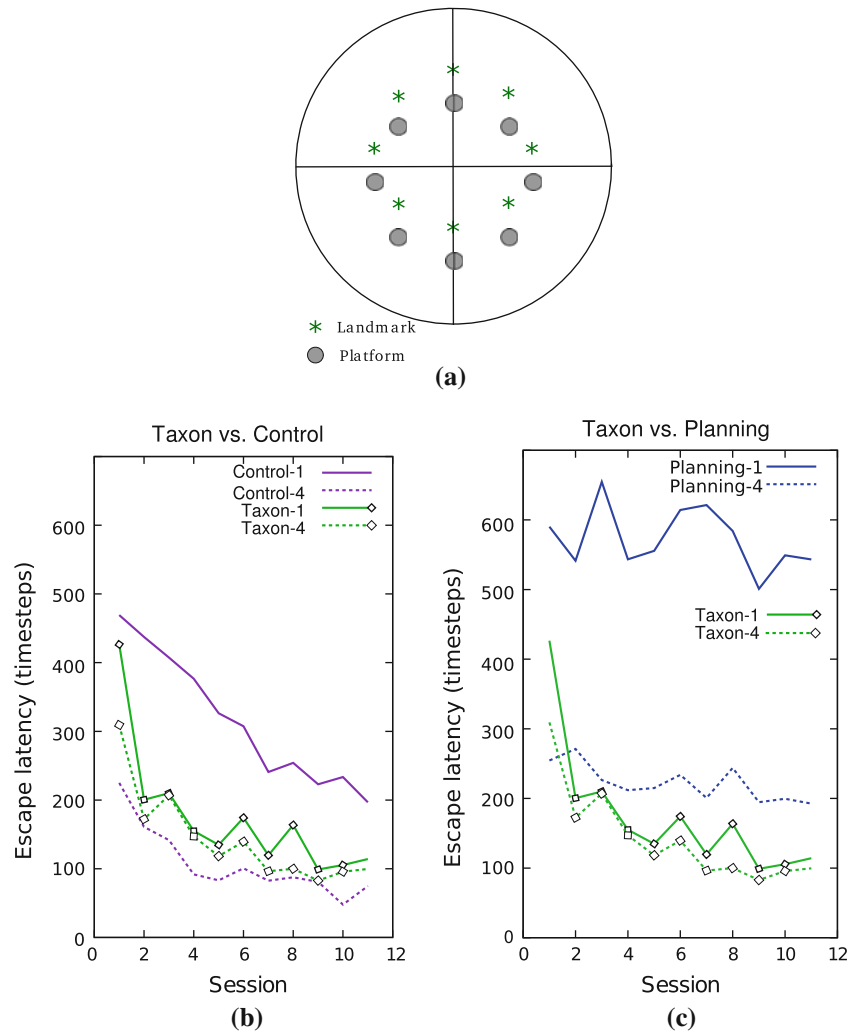 Landmark
Platform
(a)
Taxon vs. Control
Control-1
Control-4
Taxon-1
Taxon-4
600
500
400
300
200
100
0
Escape latency (timesteps)
0 2 4 6 8 10 12
Session
(b)
Taxon vs. Planning
Planning-1
Planning-4
Taxon-1
Taxon-4
600
500
400
300
200
100
0
Escape latency (timesteps)
0 2 4 6 8 10 12
Session
(c)